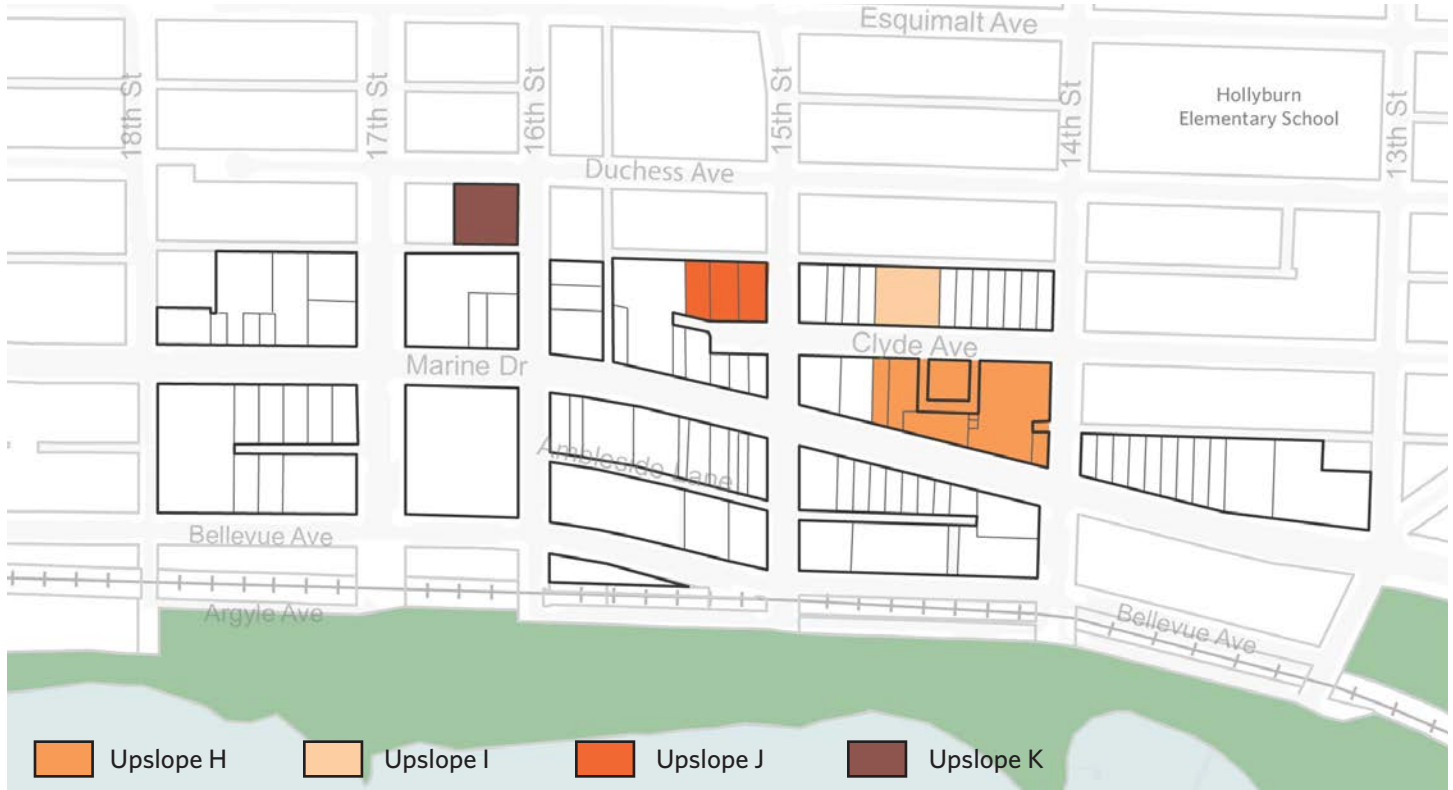 Esquimalt Ave
18th St
17th St
16th St
15th St
14th St
13th St
Hollyburn
Elementary School
Duchess Ave
Clyde Ave
Marine Dr
Ambleside Lane
Bellevue Ave
Argyle Ave
Bellevue Ave
Upslope H
Upslope I
Upslope J
Upslope K